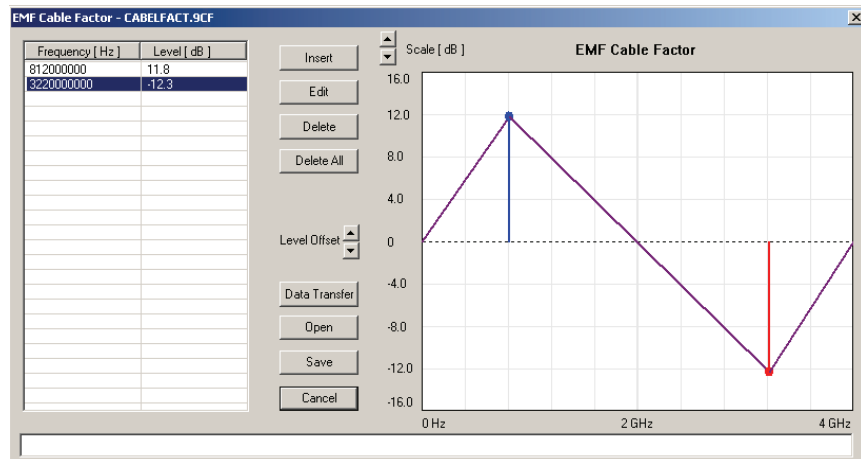 EMF Cable Factor - CABELFACT.9CF
Frequency [ Hz ] Level [ dB ]
812000000 11.8
3220000000 -12.3
Insert
Edit
Delete
Delete All
Level Offset
Data Transfer
Open
Save
Cancel
Scale [ dB ]
EMF Cable Factor
16.0
12.0
8.0
4.0
0
-4.0
-8.0
-12.0
-16.0
0 Hz 2 GHz 4 GHz